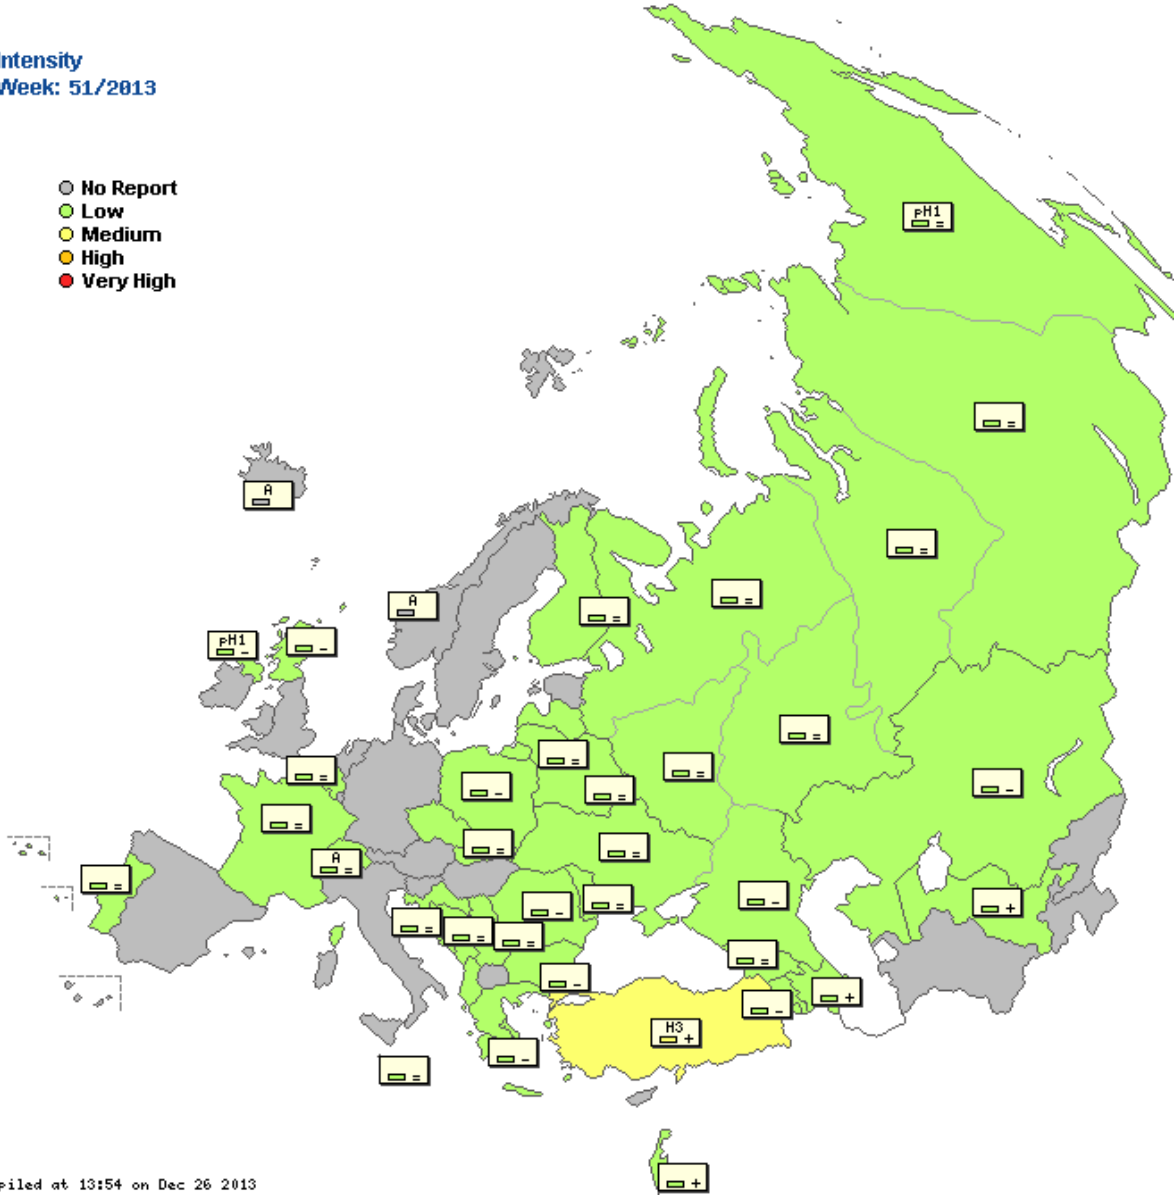 Intensity
Week: 51/2013
No Report
Low
Medium
High
Very High
pH1
=
=
=
=
A
A
=
pH1
-
-
=
=
=
=
-
=
=
-
=
=
=
A
=
=
-
=
-
+
=
=
=
=
-
-
+
H3
+
-
=
+
piled at 13:54 on Dec 26 2013